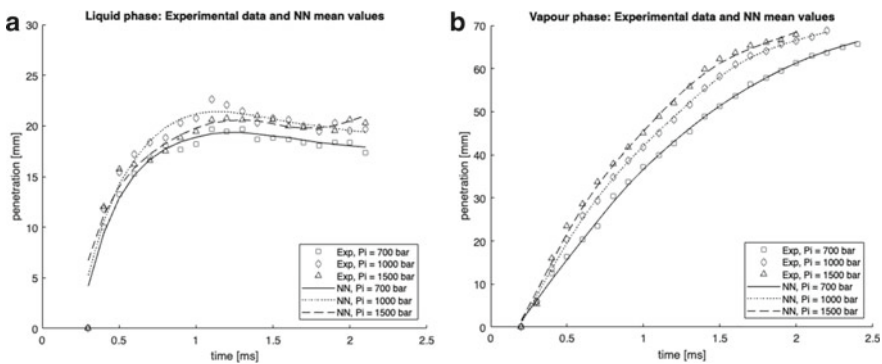 a
Liquid phase: Experimental data and NN mean values
penetration [mm]
30
25
20
15
10
5
0
Exp, Pi = 700 bar
Exp, Pi = 1000 bar
Exp, Pi = 1500 bar
NN, Pi = 700 bar
NN, Pi = 1000 bar
NN, Pi = 1500 bar
0 0.5 1 1.5 2 2.5
time [ms]
b
Vapour phase: Experimental data and NN mean values
penetration [mm]
70
60
50
40
30
20
10
0
Exp, Pi = 700 bar
Exp, Pi = 1000 bar
Exp, Pi = 1500 bar
NN, Pi = 700 bar
NN, Pi = 1000 bar
NN, Pi = 1500 bar
0 0.5 1 1.5 2 2.5
time [ms]